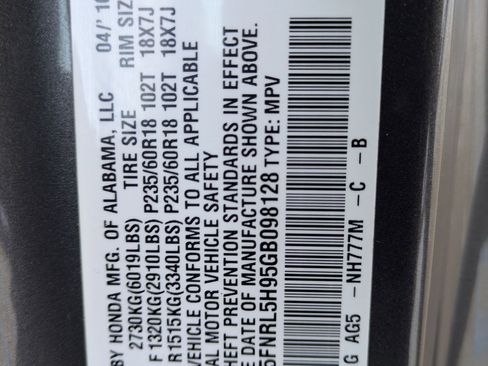 BY HONDA MFG. OF ALABAMA, LLC 04/' 16
2730KG(6019LBS) TIRE SIZE RIM SIZ
F 1320KG(2910LBS) P235/60R18 102T 18X7J
R1515KG(3340LBS) P235/60R18 102T 18X7J
VEHICLE CONFORMS TO ALL APPLICABLE
AL MOTOR VEHICLE SAFETY
HEFT PREVENTION STANDARDS IN EFFECT
E DATE OF MANUFACTURE SHOWN ABOVE.
5FNRL5H95GB098128 TYPE: MPV
G AG5 -NH777M -C -B